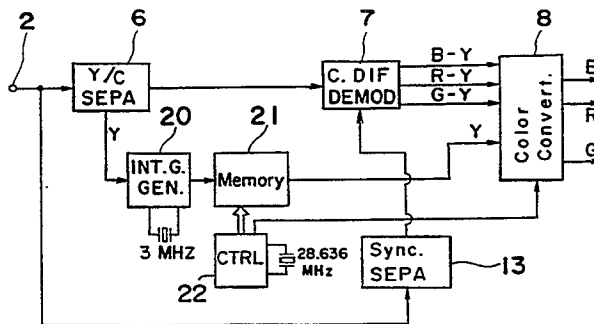 2
6
Y/C
SEPA
Y
7
C. DIF
DEMOD
B-Y
R-Y
G-Y
8
Color
Convert.
B
R
G
Y
20
INT.G.
GEN.
3 MHZ
21
Memory
CTRL
22
28.636
MHz
Sync.
SEPA
13